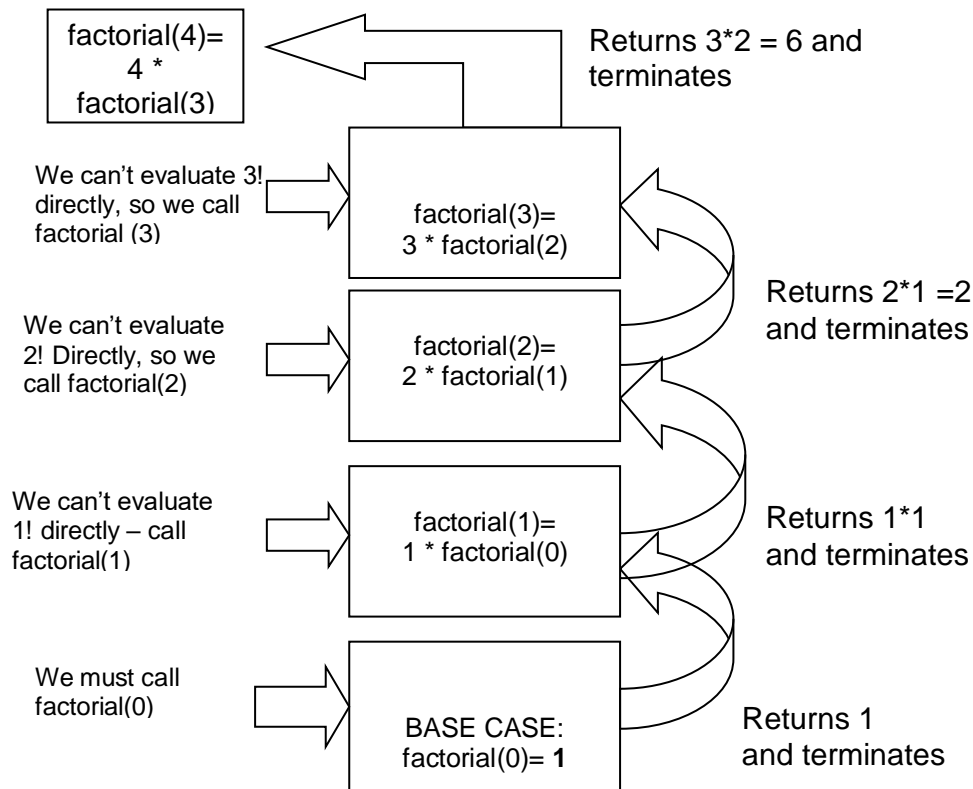 factorial(4)=
4 *
factorial(3)
Returns 3*2 = 6 and
terminates
We can’t evaluate 3!
directly, so we call
factorial (3)
factorial(3)=
3 * factorial(2)
Returns 2*1 =2
and terminates
We can’t evaluate
2! Directly, so we
call factorial(2)
factorial(2)=
2 * factorial(1)
We can’t evaluate
1! directly – call
factorial(1)
factorial(1)=
1 * factorial(0)
Returns 1*1
and terminates
We must call
factorial(0)
BASE CASE:
factorial(0)= 1
Returns 1
and terminates